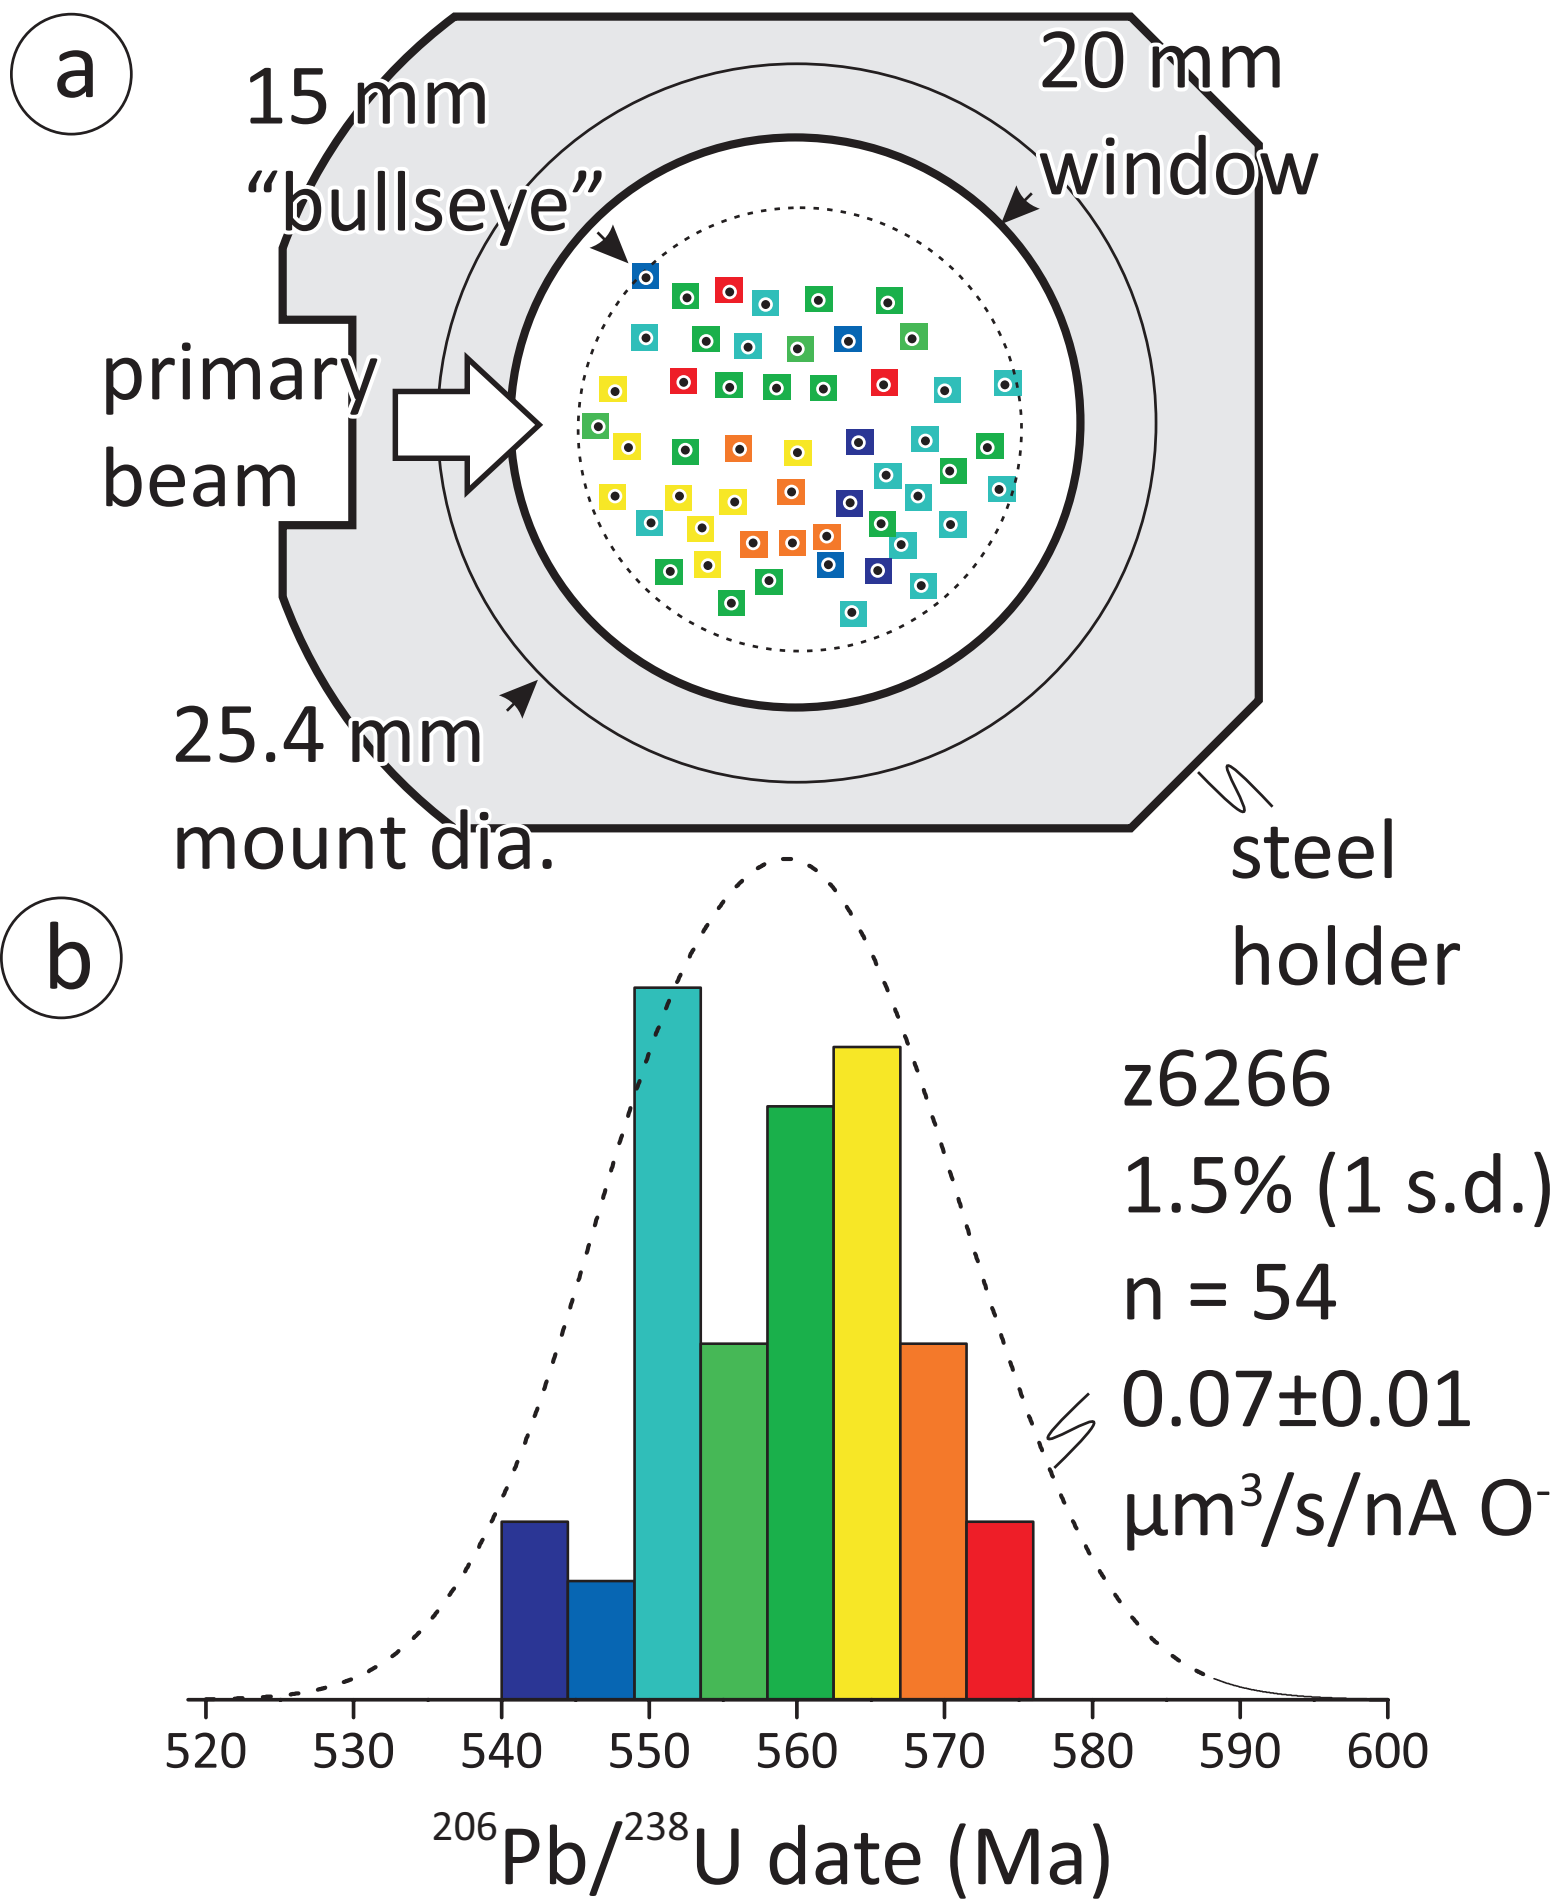 a
15 mm
“bullseye”
20 mm
window
primary
beam
25.4 mm
mount dia.
steel
holder
b
z6266
1.5% (1 s.d.)
n = 54
0.07±0.01
µm³/s/nA O⁻
520 530 540 550 560 570 580 590 600
²⁰⁶Pb/²³⁸U date (Ma)